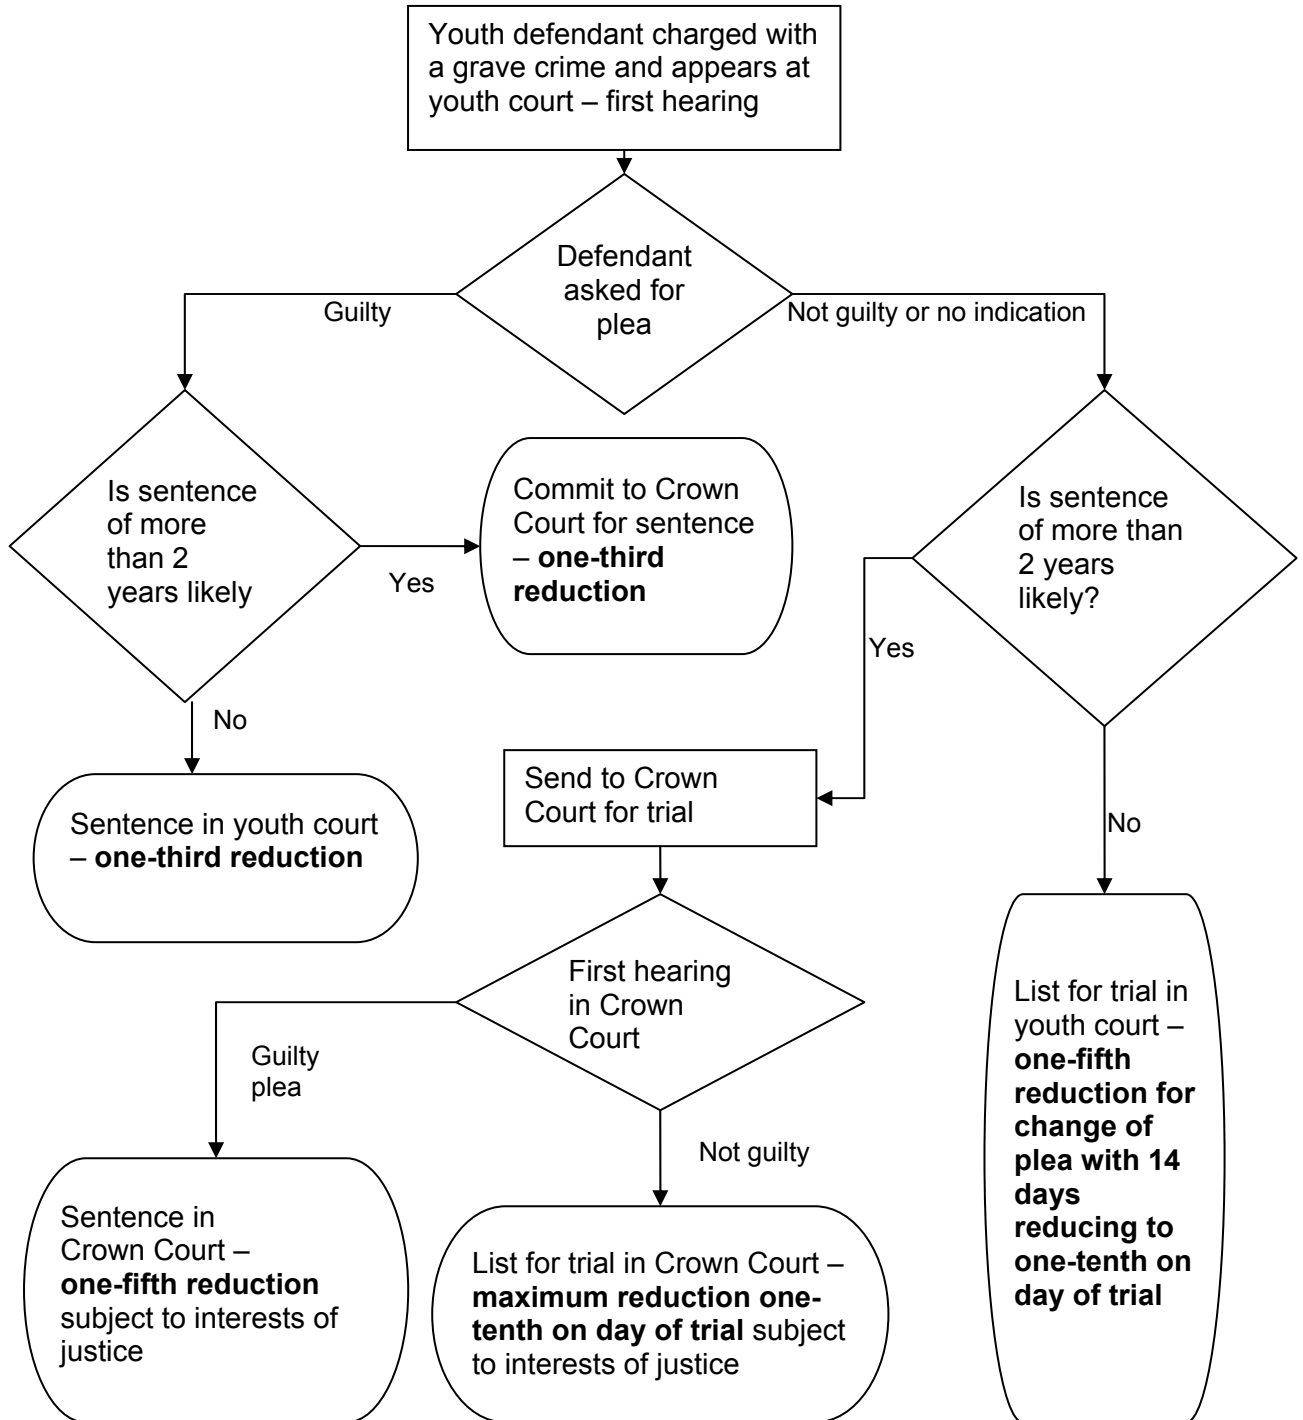 Youth defendant charged with
a grave crime and appears at
youth court – first hearing
Defendant
asked for
plea
Guilty
Not guilty or no indication
Is sentence
of more
than 2
years likely
Yes
Commit to Crown
Court for sentence
– one-third
reduction
Is sentence
of more than
2 years
likely?
Yes
No
Sentence in youth court
– one-third reduction
Send to Crown
Court for trial
No
First hearing
in Crown
Court
Guilty
plea
Not guilty
List for trial in
youth court –
one-fifth
reduction for
change of
plea with 14
days
reducing to
one-tenth on
day of trial
Sentence in
Crown Court –
one-fifth reduction
subject to interests of
justice
List for trial in Crown Court –
maximum reduction one-
tenth on day of trial subject
to interests of justice